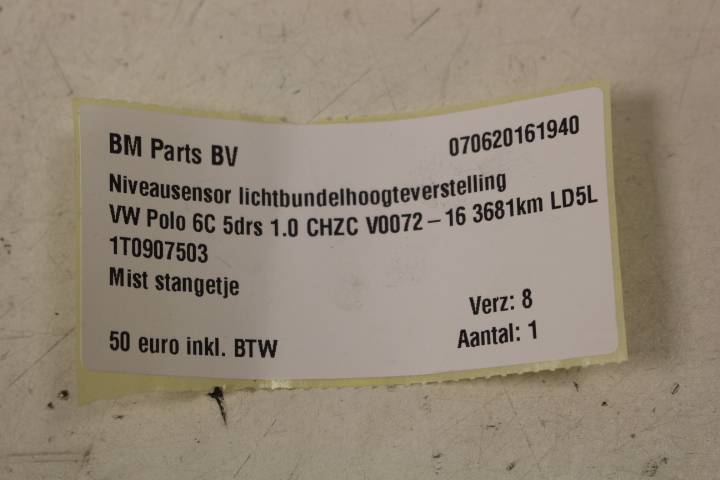 BM Parts BV 070620161940
Niveausensor lichtbundelhoogteverstelling
VW Polo 6C 5drs 1.0 CHZC V0072 – 16 3681km LD5L
1T0907503
Mist stangetje
Verz: 8
50 euro inkl. BTW Aantal: 1